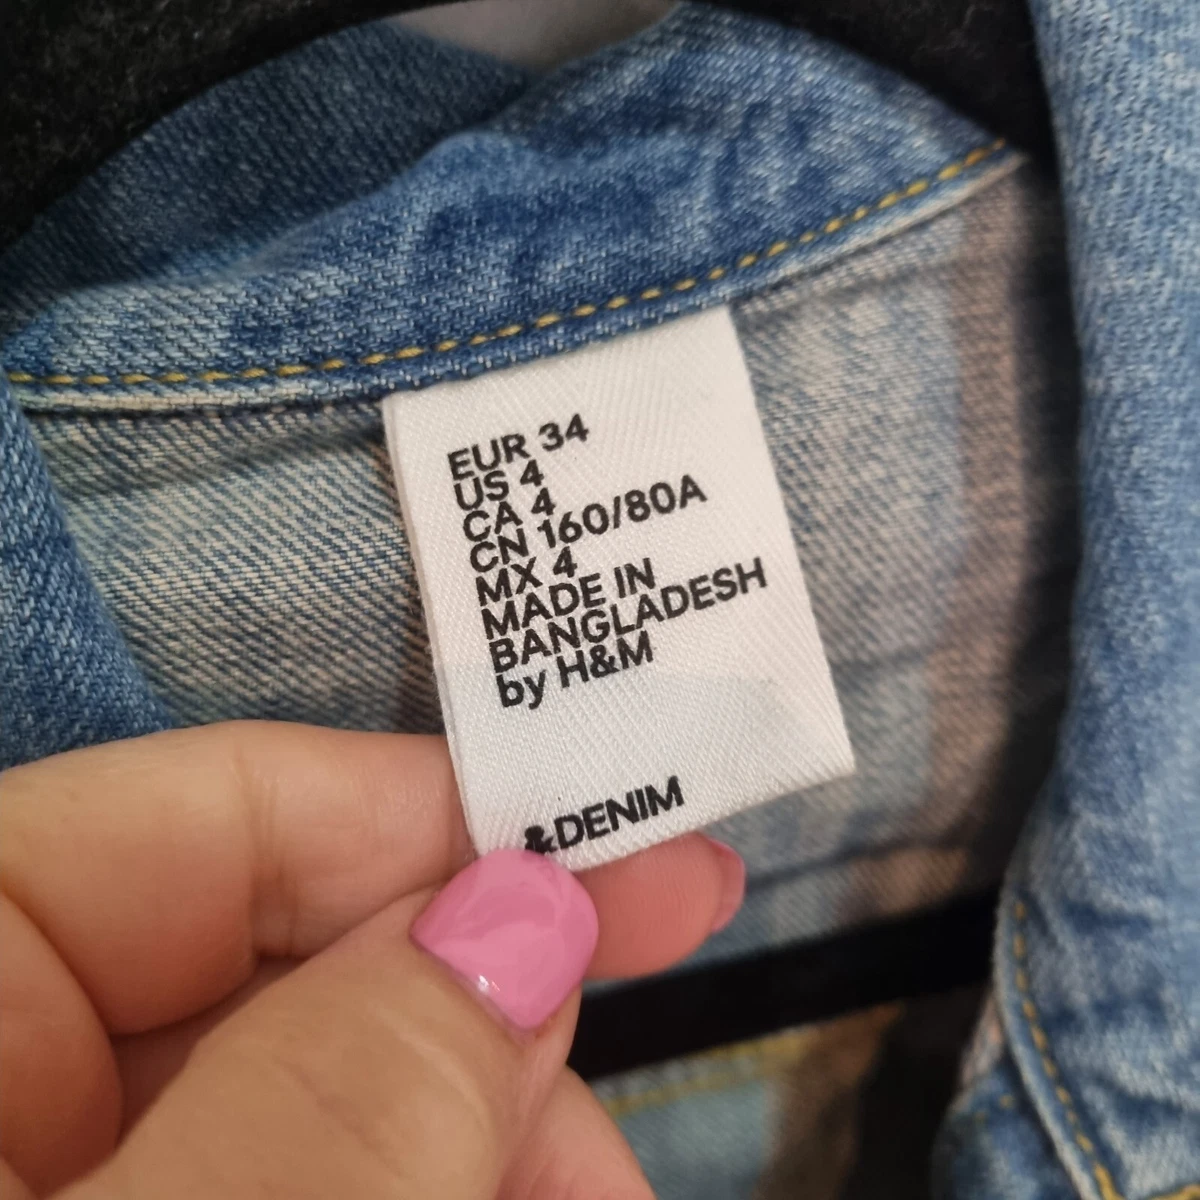 EUR 34
US 4
CA 4
CN 160/80A
MX 4
MADE IN
BANGLADESH
by H&M
&DENIM